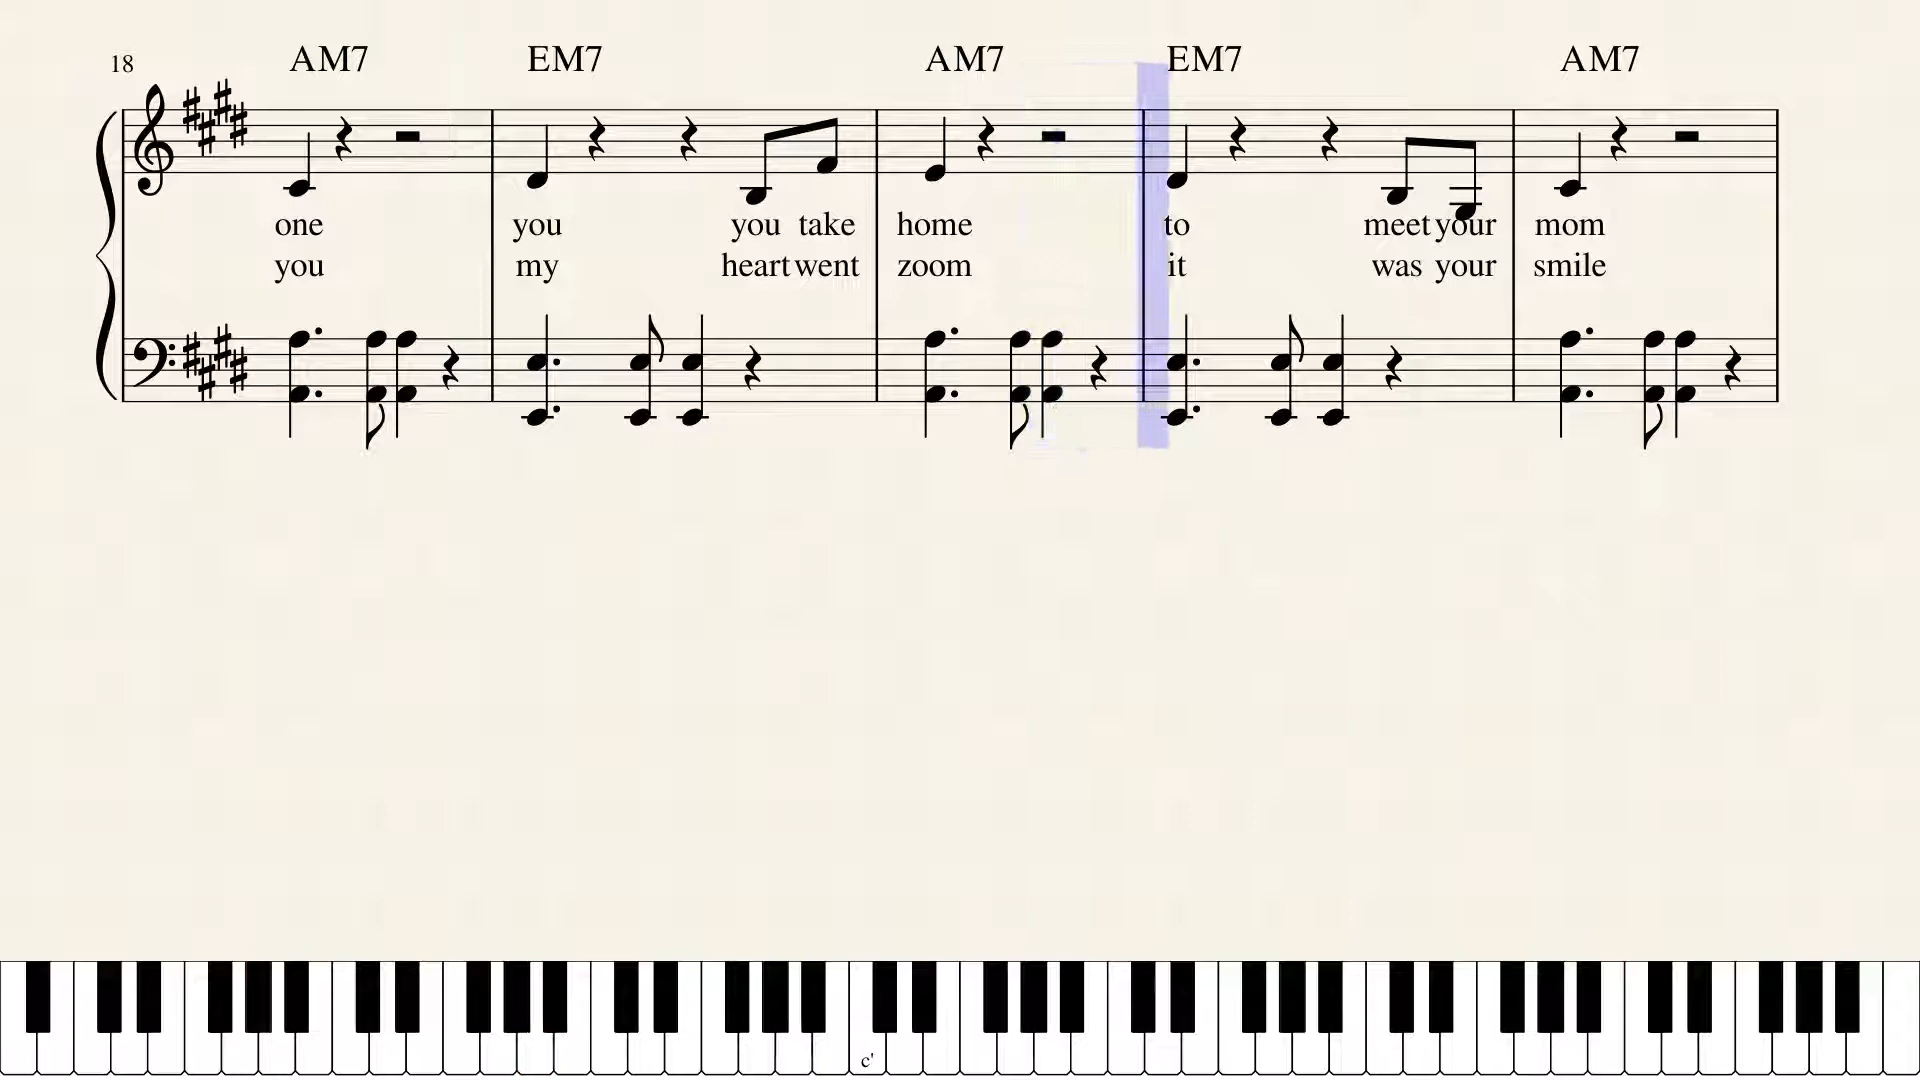 AM7 EM7 AM7 EM7 AM7
18
one you you take home to meet your mom
you my heart went zoom it was your smile
c'